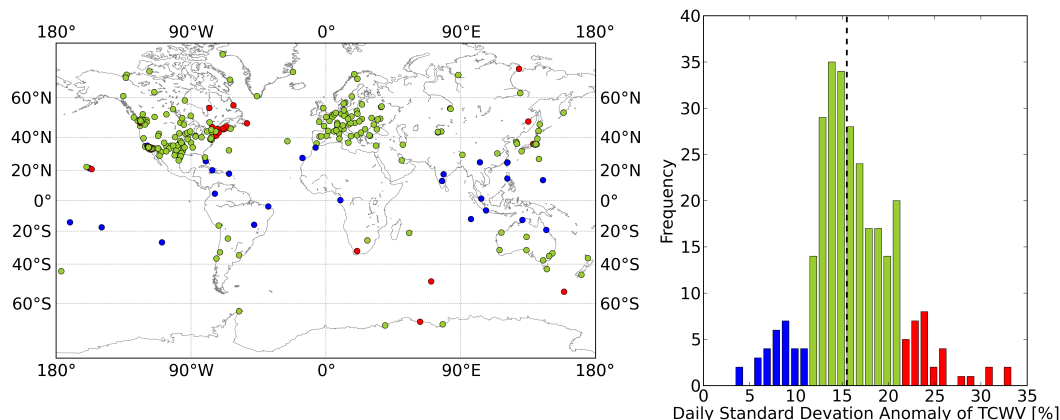 180° 90°W 0° 90°E 180°
60°N 60°N
40°N 40°N
20°N 20°N
0° 0°
20°S 20°S
40°S 40°S
60°S 60°S
180° 90°W 0° 90°E 180°
40
35
30
25
20
15
10
5
0
Frequency
0 5 10 15 20 25 30 35
Daily Standard Devation Anomaly of TCWV [%]